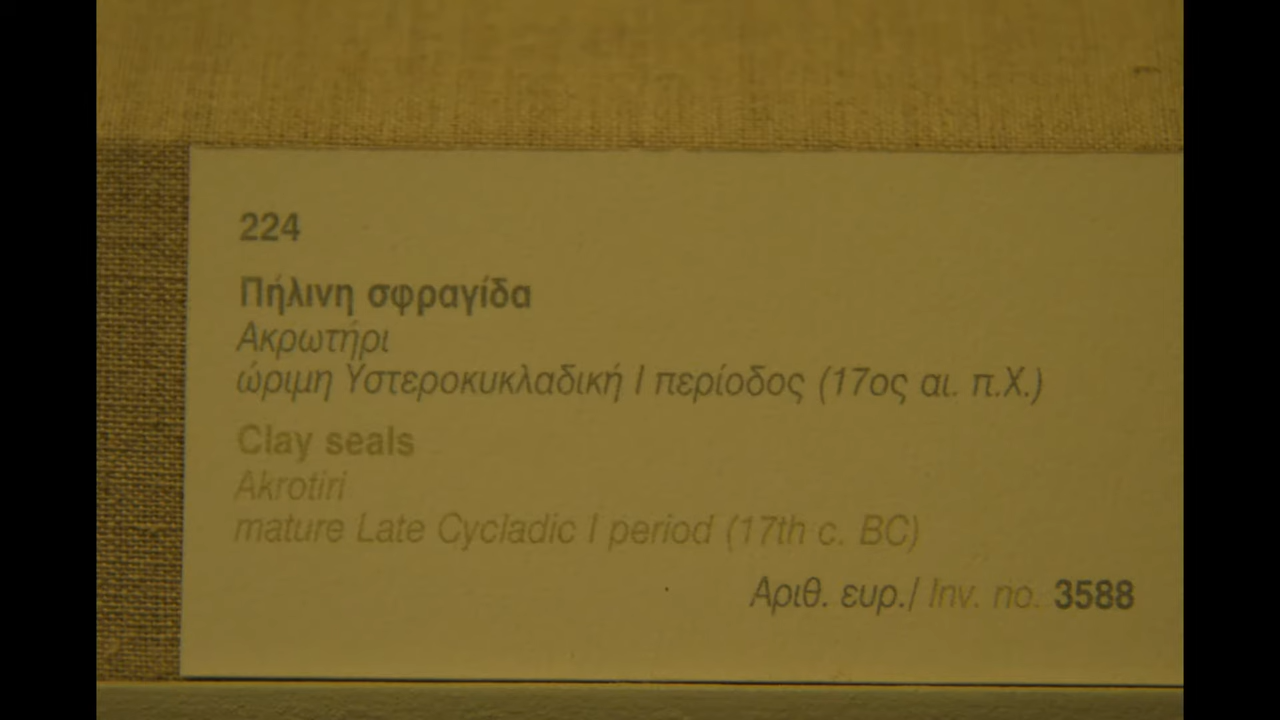 224
Πήλινη σφραγίδα
Ακρωτήρι
ώριμη Υστεροκυκλαδική Ι περίοδος (17ος αι. π.Χ.)
Clay seals
Akrotiri
mature Late Cycladic I period (17th c. BC)
Αριθ. ευρ./ Inv. no. 3588